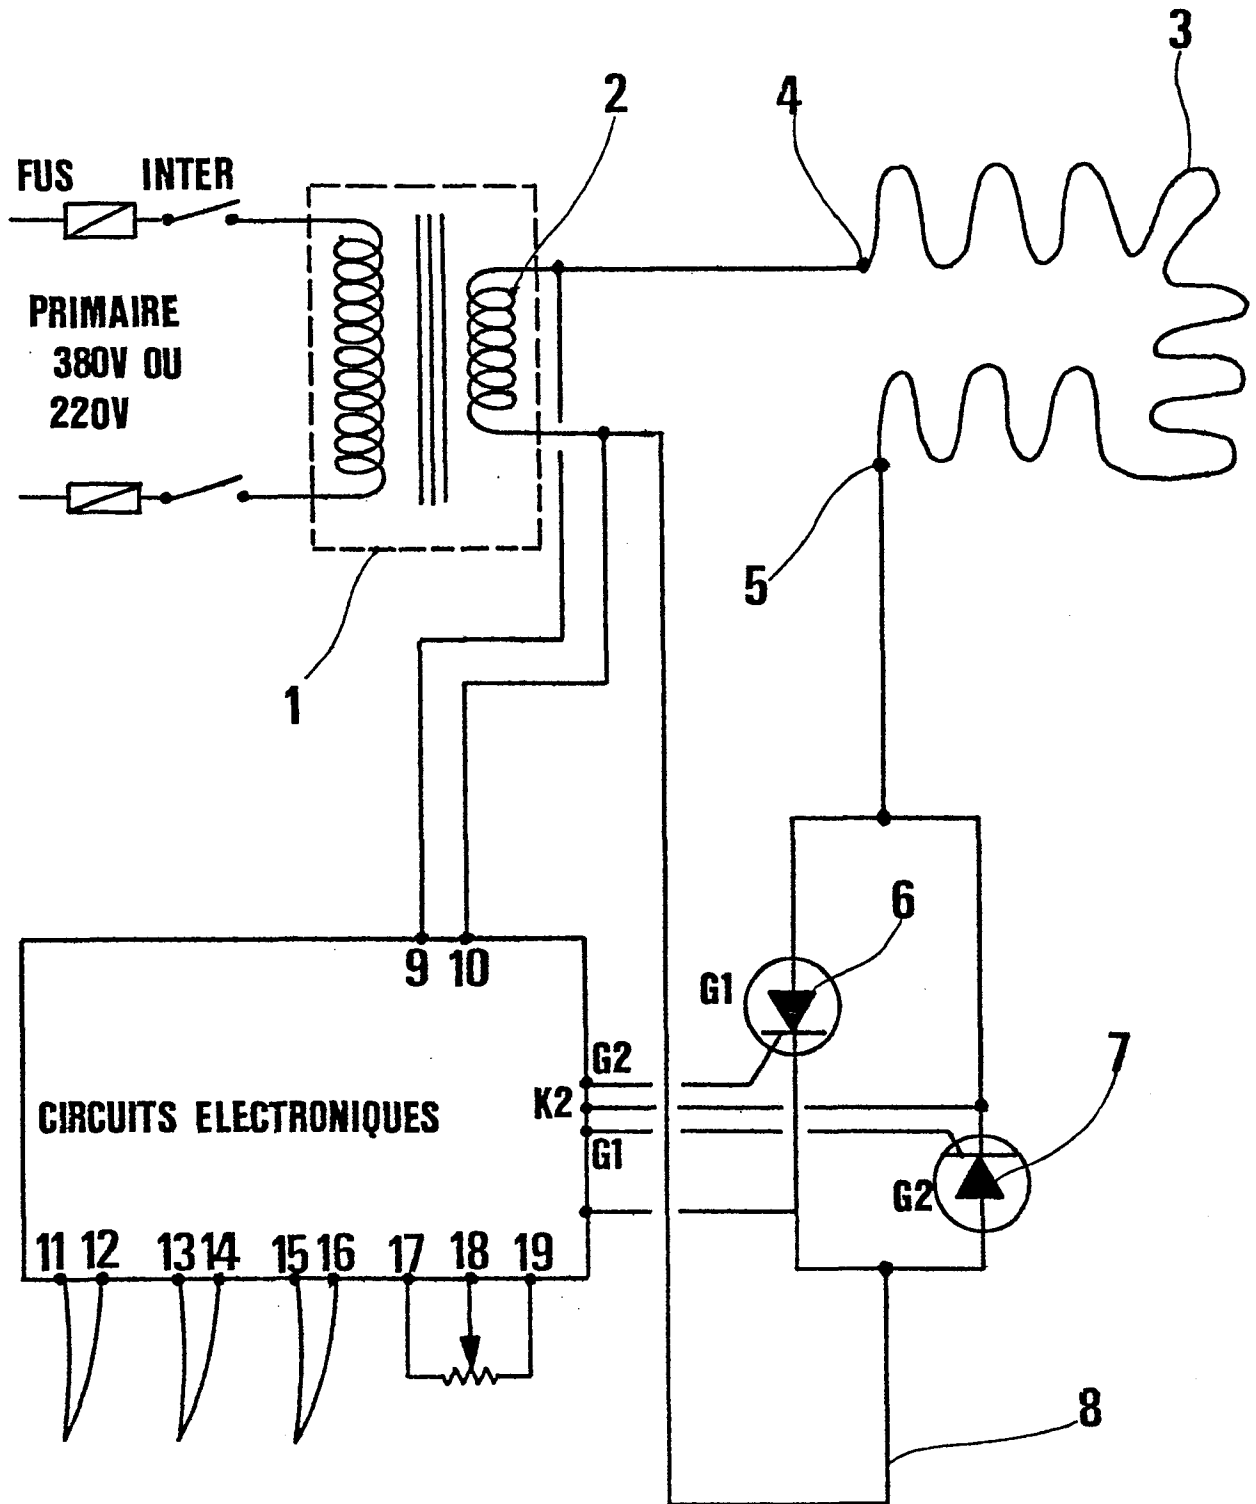 3
2
4
FUS INTER
PRIMAIRE
380V OU
220V
5
1
6
9 10
G1
G2
7
K2
CIRCUITS ELECTRONIQUES
G1
G2
11 12 13 14 15 16 17 18 19
8